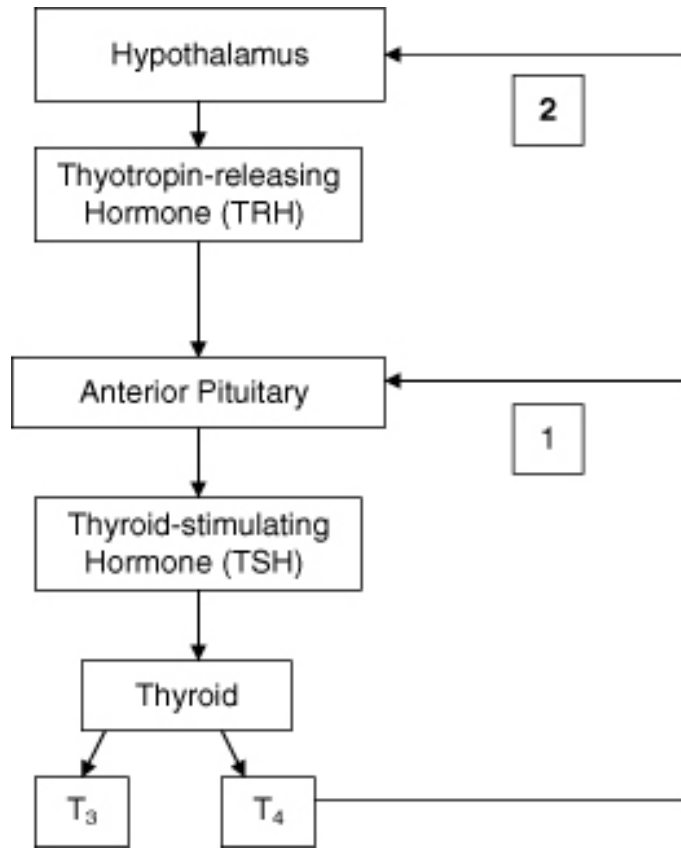 Hypothalamus
2
Thyotropin-releasing
Hormone (TRH)
Anterior Pituitary
1
Thyroid-stimulating
Hormone (TSH)
Thyroid
T₃
T₄